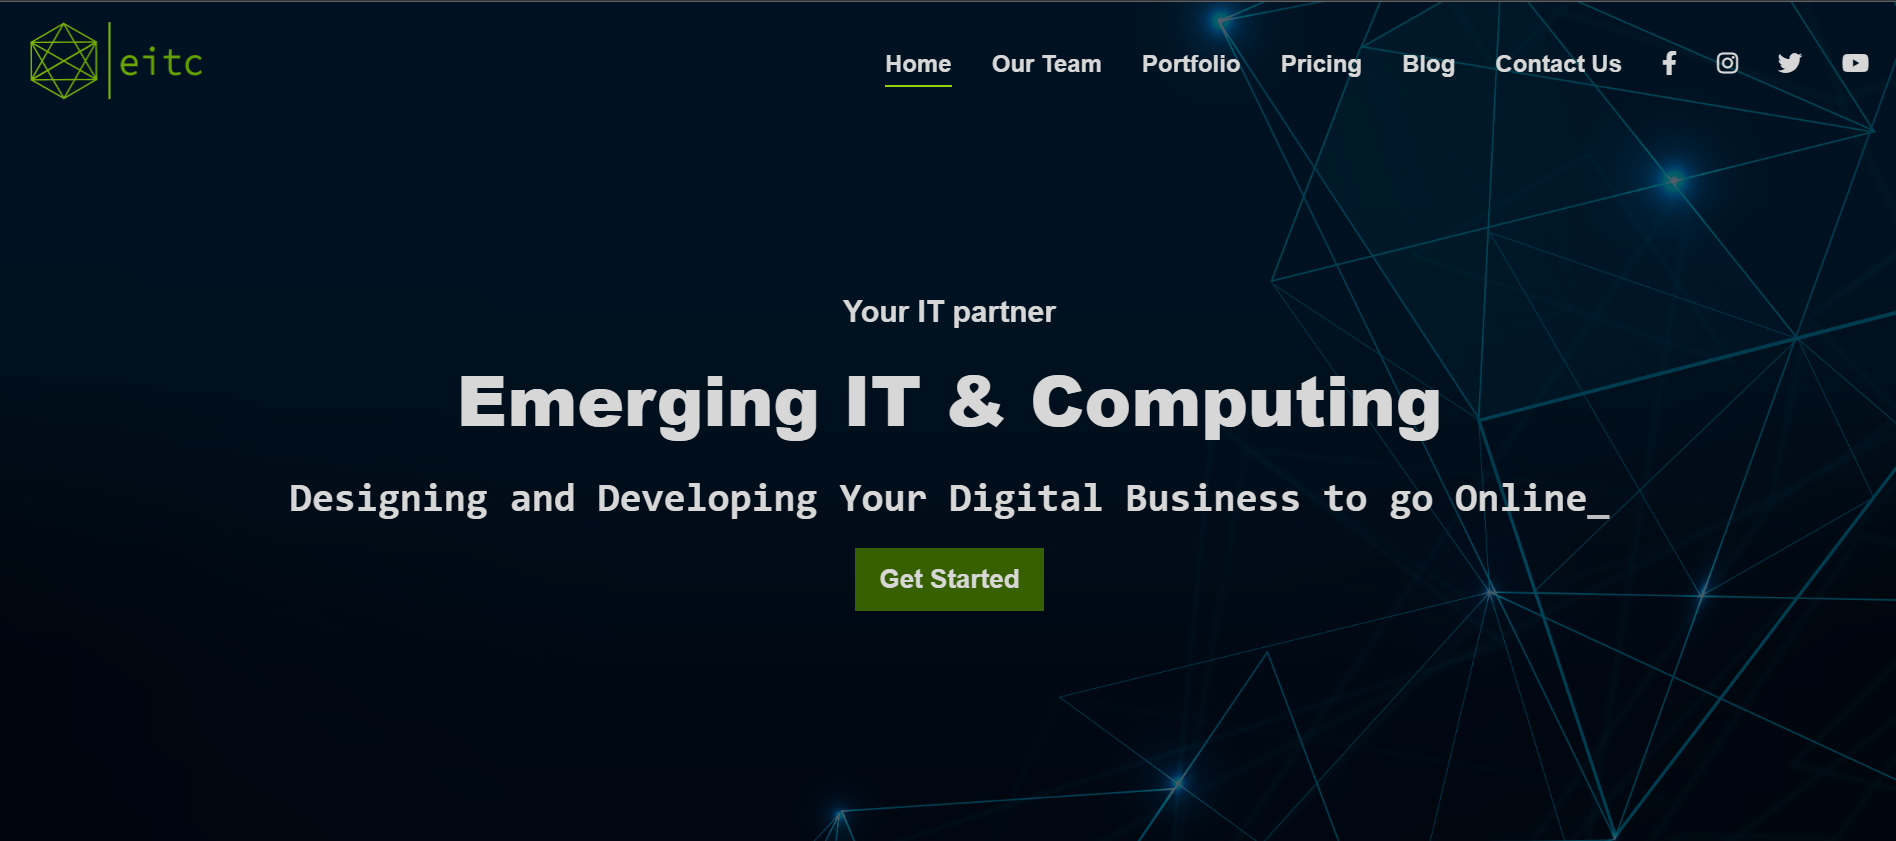 eitc
Home Our Team Portfolio Pricing Blog Contact Us
Your IT partner
Emerging IT & Computing
Designing and Developing Your Digital Business to go Online_
Get Started